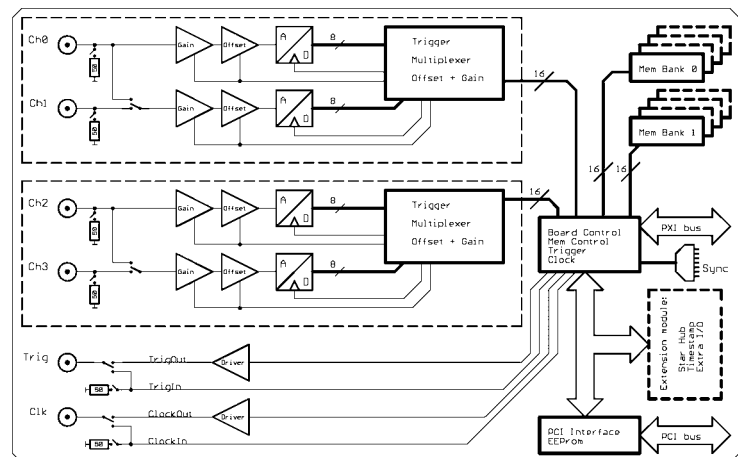 Ch0
50
Gain
Offset
A
D
8
Trigger
Multiplexer
Offset + Gain
16
Ch1
50
Gain
Offset
A
D
8
Mem Bank 0
Mem Bank 1
16
16
Ch2
50
Gain
Offset
A
D
8
Trigger
Multiplexer
Offset + Gain
16
Ch3
50
Gain
Offset
A
D
8
Board Control
Mem Control
Trigger
Clock
PXI bus
Sync
Extension module:
Star Hub
Timestamp
Extra I/O
Trig
TrigOut
Driver
50
TrigIn
Clk
ClockOut
Driver
50
ClockIn
PCI Interface
EEProm
PCI bus